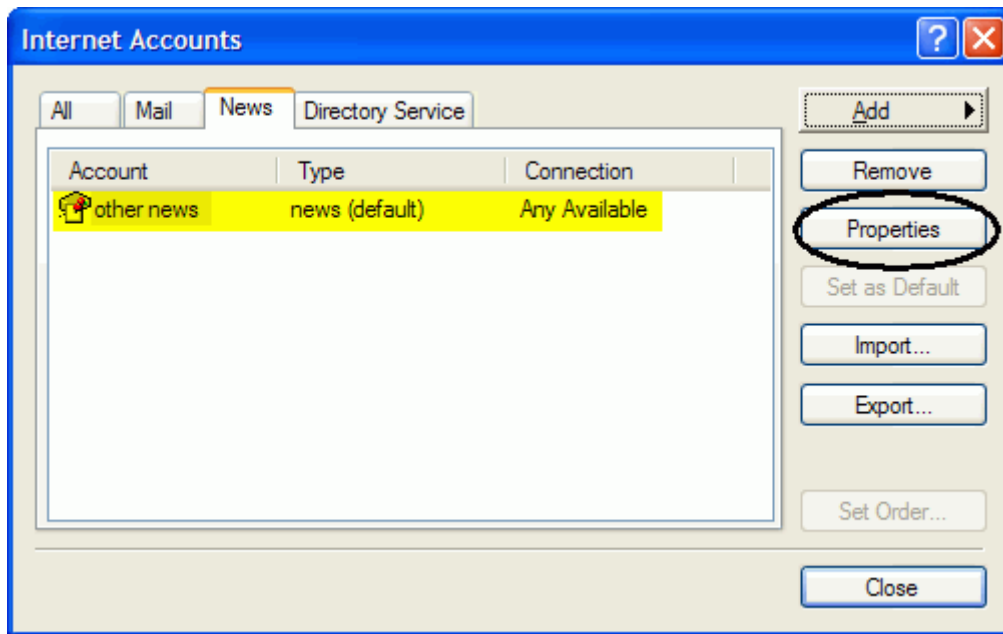 Internet Accounts
All Mail News Directory Service
Add
Account Type Connection
Remove
other news news (default) Any Available
Properties
Set as Default
Import...
Export...
Set Order...
Close